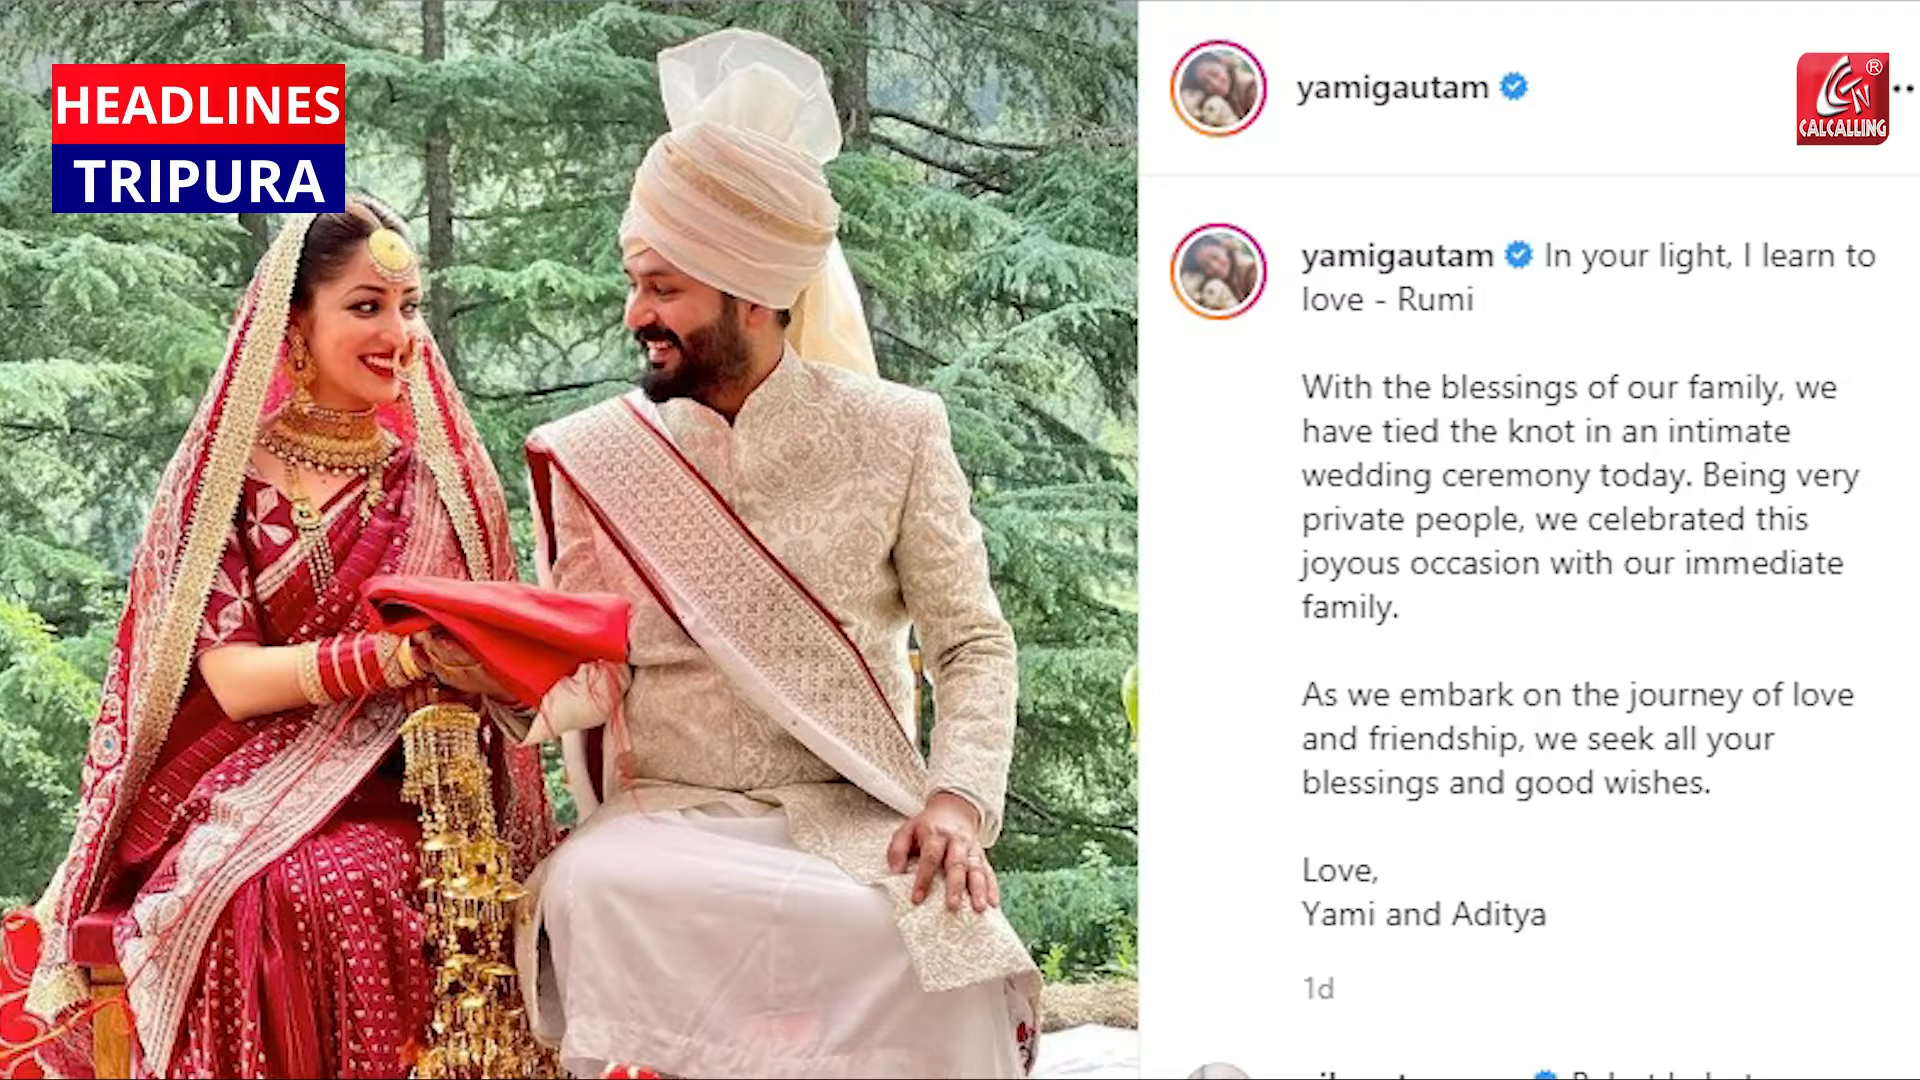 HEADLINES
TRIPURA
yamigautam
CALCALLING
yamigautam In your light, I learn to
love - Rumi
With the blessings of our family, we
have tied the knot in an intimate
wedding ceremony today. Being very
private people, we celebrated this
joyous occasion with our immediate
family.
As we embark on the journey of love
and friendship, we seek all your
blessings and good wishes.
Love,
Yami and Aditya
1d